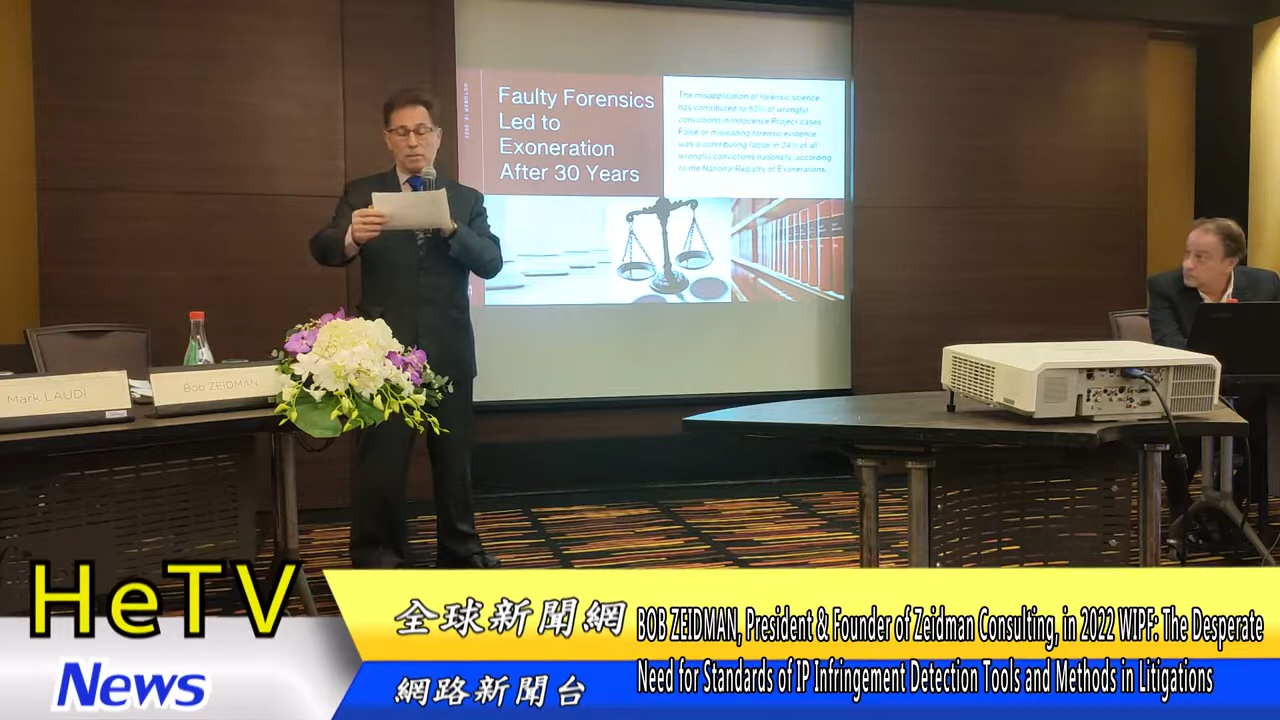 OCTOBER 12, 2022
Faulty Forensics
Led to
Exoneration
After 30 Years
The misapplication of forensic science
has contributed to 50% of wrongful
convictions in Innocence Project cases.
False or misleading forensic evidence
was a contributing factor in 24% of all
wrongful convictions nationally, according
to the National Registry of Exonerations.
Mark LAUDI
Bob ZEIDMAN
HeTV
News
全球新聞網
網路新聞台
BOB ZEIDMAN, President & Founder of Zeidman Consulting, in 2022 WIPF: The Desperate
Need for Standards of IP Infringement Detection Tools and Methods in Litigations